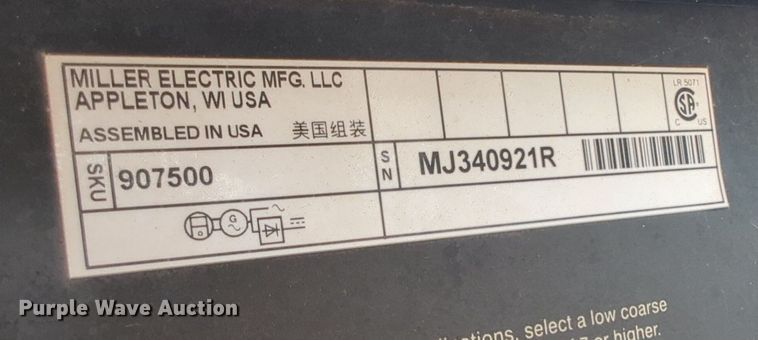 MILLER ELECTRIC MFG. LLC
APPLETON, WI USA
ASSEMBLED IN USA 美国组装
LR 5071
C US
SKU 907500
SN MJ340921R
G
Purple Wave Auction
select a low coarse
or higher.